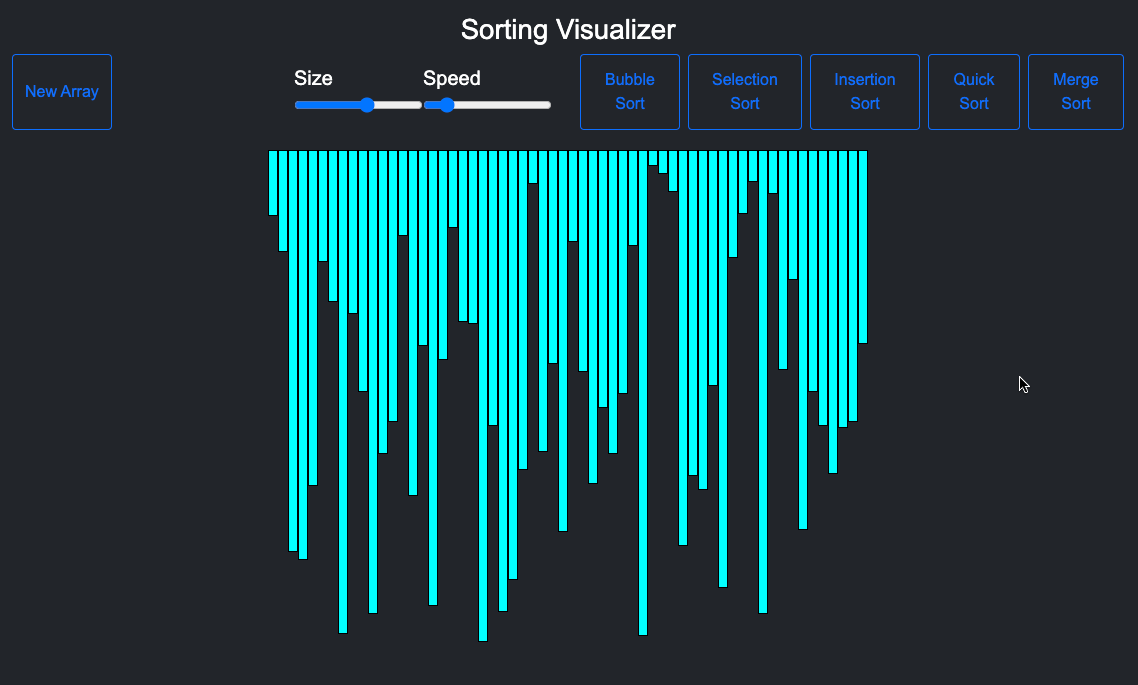 Sorting Visualizer
New Array
Size
Speed
Bubble
Sort
Selection
Sort
Insertion
Sort
Quick
Sort
Merge
Sort